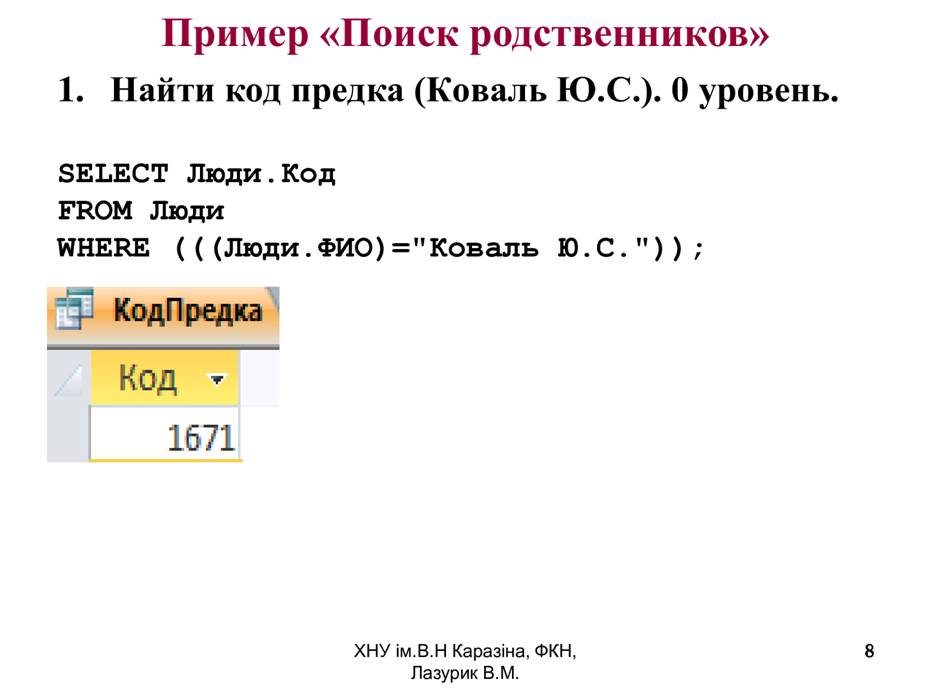 Пример «Поиск родственников»
1. Найти код предка (Коваль Ю.С.). 0 уровень.
SELECT Люди.Код
FROM Люди
WHERE (((Люди.ФИО)="Коваль Ю.С."));
КодПредка
Код
1671
ХНУ ім.В.Н Каразіна, ФКН,
Лазурик В.М.
8